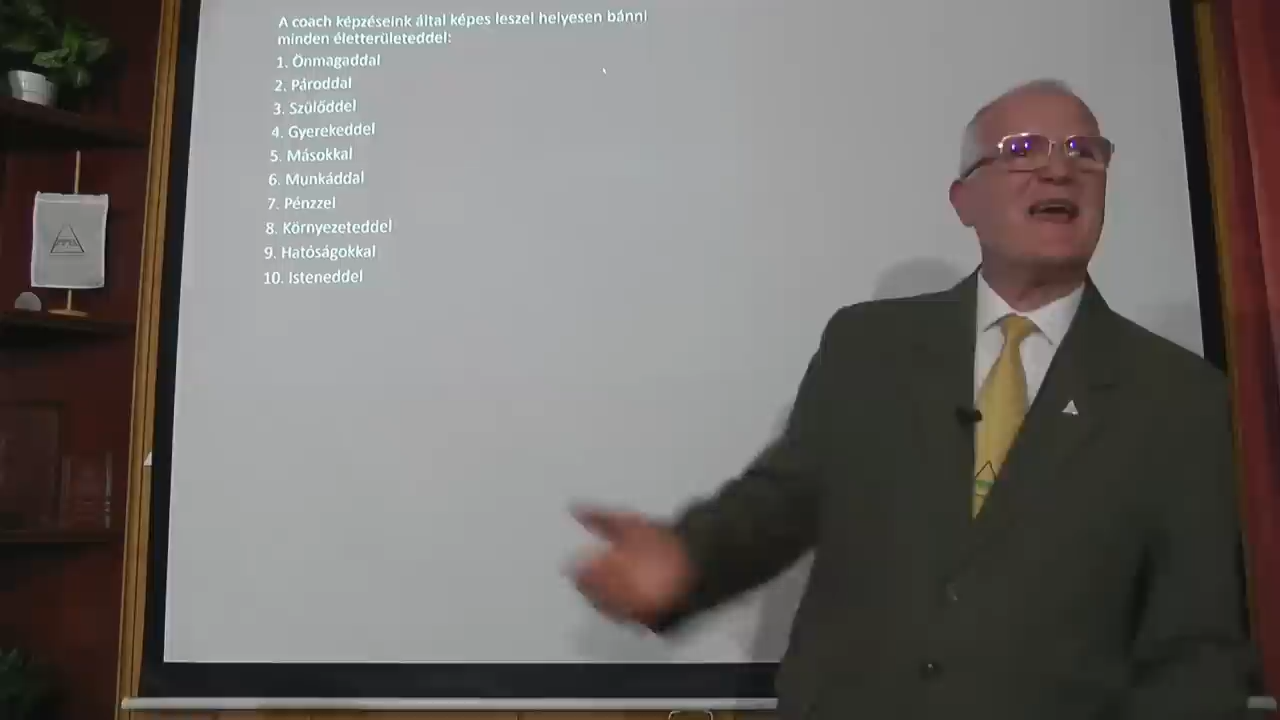 A coach képzéseink által képes leszel helyesen bánni
minden életterületeddel:
1. Önmagaddal
2. Pároddal
3. Szülőddel
4. Gyerekeddel
5. Másokkal
6. Munkáddal
7. Pénzzel
8. Környezeteddel
9. Hatóságokkal
10. Isteneddel